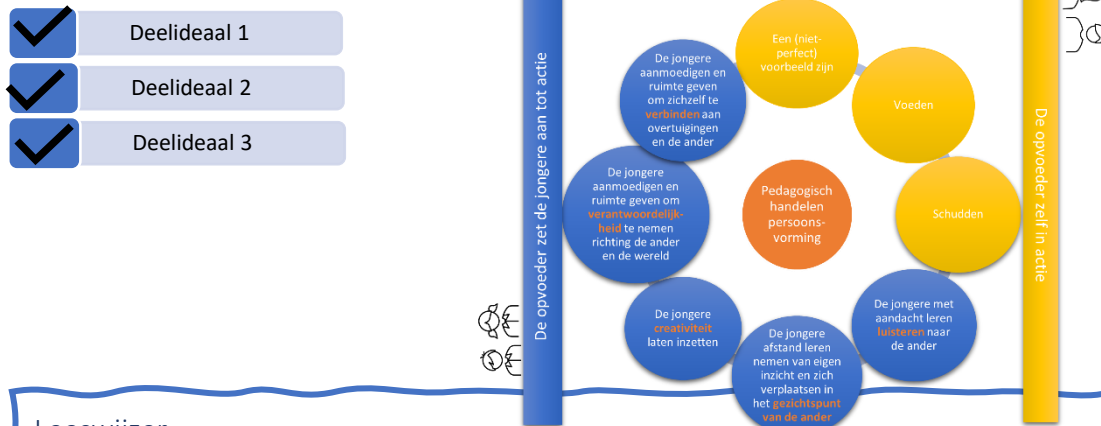 Deelideaal 1
Deelideaal 2
Deelideaal 3
De opvoeder zet de jongere aan tot actie
Een (niet-
perfect)
voorbeeld zijn
Voeden
Schudden
De jongere met
aandacht leren
luisteren naar
de ander
De jongere
afstand leren
nemen van eigen
inzicht en zich
verplaatsen in
het gezichtspunt
van de ander
De jongere
creativiteit
laten inzetten
De jongere
aanmoedigen en
ruimte geven om
verantwoordelijk-
heid te nemen
richting de ander
en de wereld
De jongere
aanmoedigen en
ruimte geven
om zichzelf te
verbinden aan
overtuigingen
en de ander
Pedagogisch
handelen
persoons-
vorming
De opvoeder zelf in actie